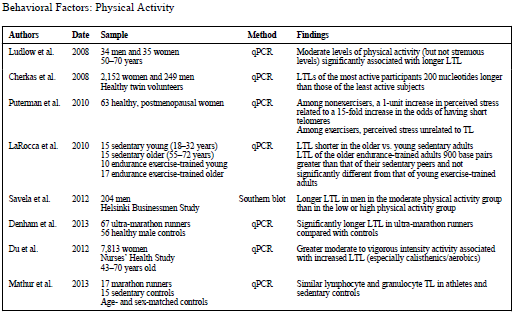 Behavioral Factors: Physical Activity
Authors Date Sample Method Findings
Ludlow et al. 2008 34 men and 35 women qPCR Moderate levels of physical activity (but not strenuous
50–70 years levels) significantly associated with longer LTL
Cherkas et al. 2008 2,152 women and 249 men qPCR LTLs of the most active participants 200 nucleotides longer
Healthy twin volunteers than those of the least active subjects
Puterman et al. 2010 63 healthy, postmenopausal women qPCR Among nonexercisers, a 1-unit increase in perceived stress
related to a 15-fold increase in the odds of having short
telomeres
Among exercisers, perceived stress unrelated to TL
LaRocca et al. 2010 15 sedentary young (18–32 years) qPCR LTL shorter in the older vs. young sedentary adults
15 sedentary older (55–72 years) LTL of the older endurance-trained adults 900 base pairs
10 endurance exercise-trained young greater than that of their sedentary peers and not
17 endurance exercise-trained older significantly different from that of young exercise-trained
adults
Savela et al. 2012 204 men Southern blot Longer LTL in men in the moderate physical activity group
Helsinki Businessmen Study than in the low or high physical activity group
Denham et al. 2013 67 ultra-marathon runners qPCR Significantly longer LTL in ultra-marathon runners
56 healthy male controls compared with controls
Du et al. 2012 7,813 women qPCR Greater moderate to vigorous intensity activity associated
Nurses' Health Study with increased LTL (especially calisthenics/aerobics)
43–70 years old
Mathur et al. 2013 17 marathon runners qPCR Similar lymphocyte and granulocyte TL in athletes and
15 sedentary controls sedentary controls
Age- and sex-matched controls